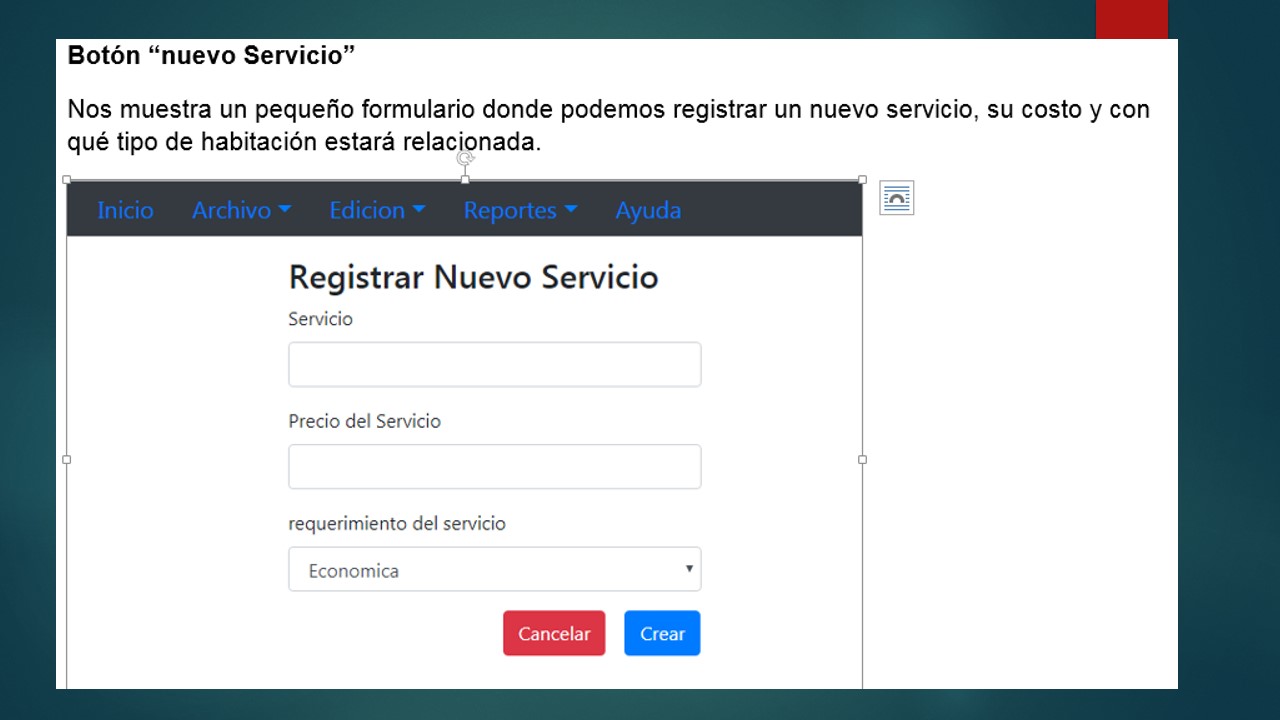 Botón “nuevo Servicio”
Nos muestra un pequeño formulario donde podemos registrar un nuevo servicio, su costo y con
qué tipo de habitación estará relacionada.
Inicio Archivo Edicion Reportes Ayuda
Registrar Nuevo Servicio
Servicio
Precio del Servicio
requerimiento del servicio
Economica
Cancelar Crear